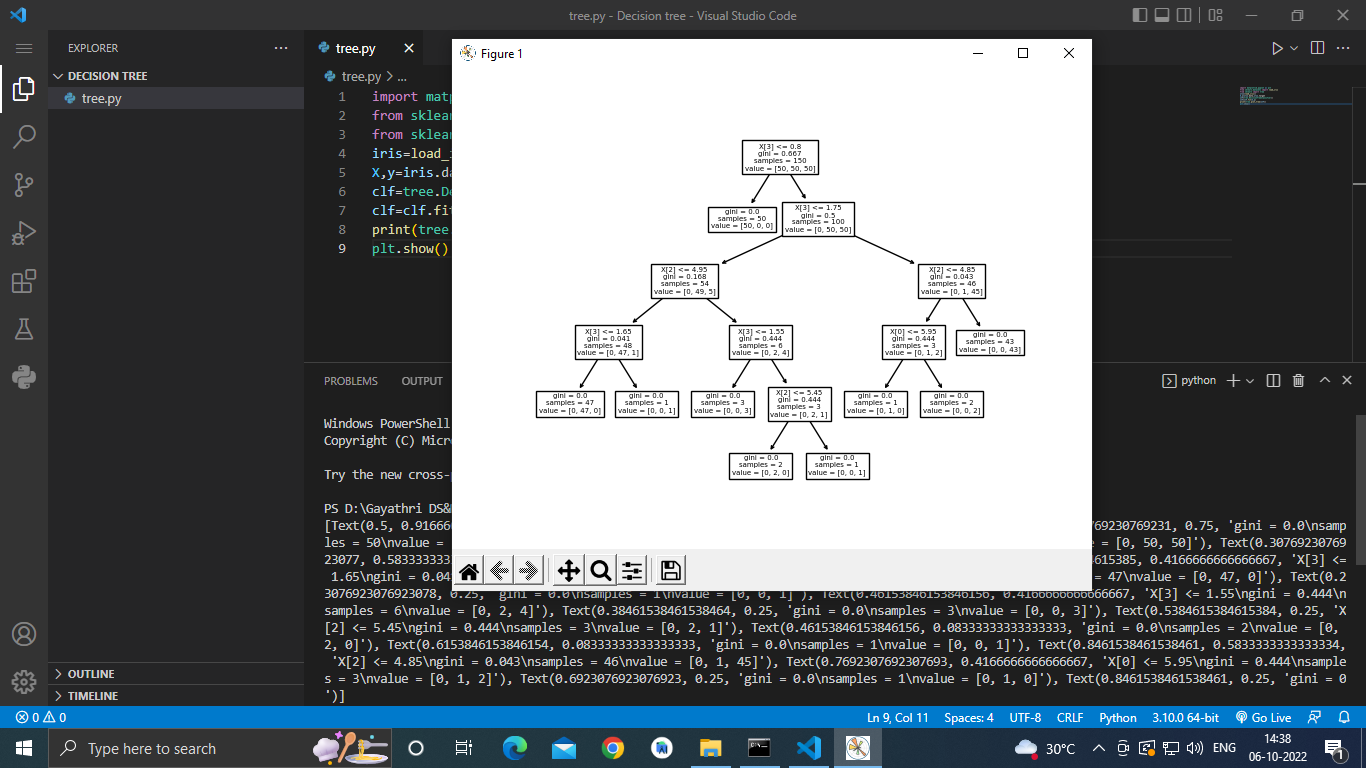 tree.py - Decision tree - Visual Studio Code
EXPLORER
DECISION TREE
tree.py
OUTLINE
TIMELINE
tree.py
tree.py > ...
1 import matp
2 from sklear
3 from sklear
4 iris=load_i
5 X,y=iris.da
6 clf=tree.De
7 clf=clf.fit
8 print(tree
9 plt.show()
Figure 1
X[3] <= 0.8
gini = 0.667
samples = 150
value = [50, 50, 50]
gini = 0.0
samples = 50
value = [50, 0, 0]
X[3] <= 1.75
gini = 0.5
samples = 100
value = [0, 50, 50]
X[2] <= 4.95
gini = 0.168
samples = 54
value = [0, 49, 5]
X[2] <= 4.85
gini = 0.043
samples = 46
value = [0, 1, 45]
X[3] <= 1.65
gini = 0.041
samples = 48
value = [0, 47, 1]
X[3] <= 1.55
gini = 0.444
samples = 6
value = [0, 2, 4]
X[0] <= 5.95
gini = 0.444
samples = 3
value = [0, 1, 2]
gini = 0.0
samples = 43
value = [0, 0, 43]
gini = 0.0
samples = 47
value = [0, 47, 0]
gini = 0.0
samples = 1
value = [0, 0, 1]
gini = 0.0
samples = 3
value = [0, 0, 3]
X[2] <= 5.45
gini = 0.444
samples = 3
value = [0, 2, 1]
gini = 0.0
samples = 1
value = [0, 1, 0]
gini = 0.0
samples = 2
value = [0, 0, 2]
gini = 0.0
samples = 2
value = [0, 2, 0]
gini = 0.0
samples = 1
value = [0, 0, 1]
PROBLEMS OUTPUT
python
Windows PowerShell
Copyright (C) Micro
Try the new cross-p
PS D:\Gayathri DS&
[Text(0.5, 0.91666 69230769231, 0.75, 'gini = 0.0\nsamp
les = 50\nvalue = = [0, 50, 50]'), Text(0.30769230769
23077, 0.583333333 4615385, 0.4166666666666667, 'X[3] <=
1.65\ngini = 0.04 = 47\nvalue = [0, 47, 0]'), Text(0.2
3076923076923078, 0.25, 'gini = 0.0\nsamples = 1\nvalue = [0, 0, 1]'), Text(0.46153846153846156, 0.4166666666666667, 'X[3] <= 1.55\ngini = 0.444\n
samples = 6\nvalue = [0, 2, 4]'), Text(0.38461538461538464, 0.25, 'gini = 0.0\nsamples = 3\nvalue = [0, 0, 3]'), Text(0.5384615384615384, 0.25, 'X
[2] <= 5.45\ngini = 0.444\nsamples = 3\nvalue = [0, 2, 1]'), Text(0.46153846153846156, 0.08333333333333333, 'gini = 0.0\nsamples = 2\nvalue = [0,
2, 0]'), Text(0.6153846153846154, 0.08333333333333333, 'gini = 0.0\nsamples = 1\nvalue = [0, 0, 1]'), Text(0.8461538461538461, 0.5833333333333334,
'X[2] <= 4.85\ngini = 0.043\nsamples = 46\nvalue = [0, 1, 45]'), Text(0.7692307692307693, 0.4166666666666667, 'X[0] <= 5.95\ngini = 0.444\nsample
s = 3\nvalue = [0, 1, 2]'), Text(0.6923076923076923, 0.25, 'gini = 0.0\nsamples = 1\nvalue = [0, 1, 0]'), Text(0.8461538461538461, 0.25, 'gini = 0
')]
0 0
Ln 9, Col 11 Spaces: 4 UTF-8 CRLF Python 3.10.0 64-bit Go Live
Type here to search
30°C ENG
14:38
06-10-2022
1